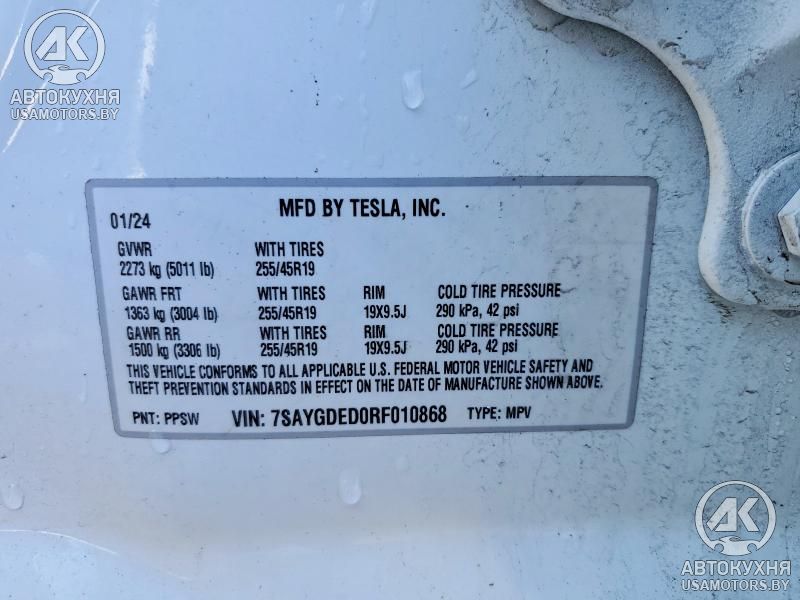 AK
АВТОКУХНЯ
USAMOTORS.BY
MFD BY TESLA, INC.
01/24
GVWR WITH TIRES
2273 kg (5011 lb) 255/45R19
GAWR FRT WITH TIRES RIM COLD TIRE PRESSURE
1363 kg (3004 lb) 255/45R19 19X9.5J 290 kPa, 42 psi
GAWR RR WITH TIRES RIM COLD TIRE PRESSURE
1500 kg (3306 lb) 255/45R19 19X9.5J 290 kPa, 42 psi
THIS VEHICLE CONFORMS TO ALL APPLICABLE U.S. FEDERAL MOTOR VEHICLE SAFETY AND
THEFT PREVENTION STANDARDS IN EFFECT ON THE DATE OF MANUFACTURE SHOWN ABOVE.
PNT: PPSW VIN: 7SAYGDED0RF010868 TYPE: MPV
AK
АВТОКУХНЯ
USAMOTORS.BY